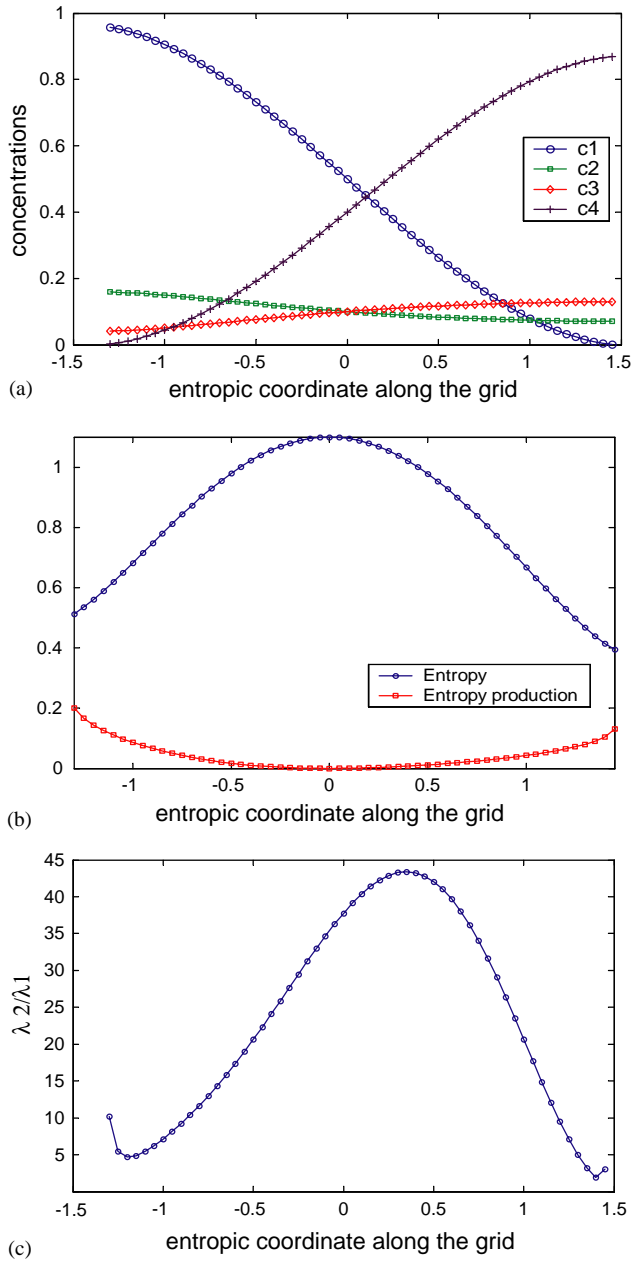 1
0.8
0.6
0.4
0.2
0
concentrations
c1
c2
c3
c4
-1.5 -1 -0.5 0 0.5 1 1.5
entropic coordinate along the grid
(a)
1
0.8
0.6
0.4
0.2
0
Entropy
Entropy production
-1 -0.5 0 0.5 1
entropic coordinate along the grid
(b)
45
40
35
30
25
20
15
10
5
λ 2/λ1
-1.5 -1 -0.5 0 0.5 1 1.5
entropic coordinate along the grid
(c)